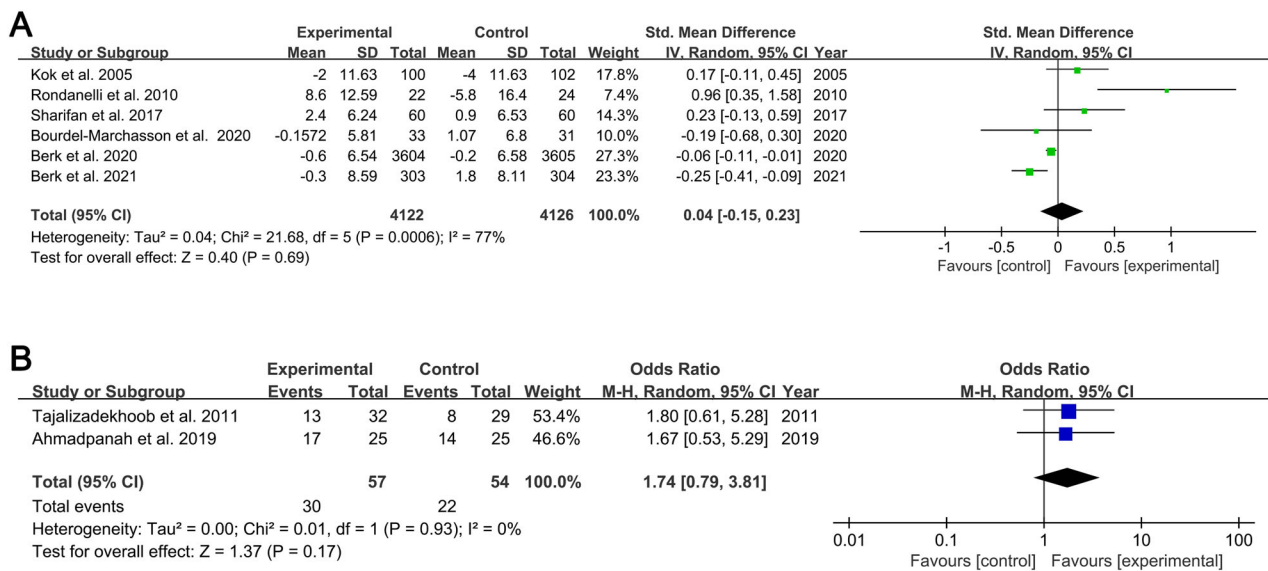 A
Experimental Control Std. Mean Difference Std. Mean Difference
Study or Subgroup Mean SD Total Mean SD Total Weight IV, Random, 95% CI Year IV, Random, 95% CI
Kok et al. 2005 -2 11.63 100 -4 11.63 102 17.8% 0.17 [-0.11, 0.45] 2005
Rondanelli et al. 2010 8.6 12.59 22 -5.8 16.4 24 7.4% 0.96 [0.35, 1.58] 2010
Sharifan et al. 2017 2.4 6.24 60 0.9 6.53 60 14.3% 0.23 [-0.13, 0.59] 2017
Bourdel-Marchasson et al. 2020 -0.1572 5.81 33 1.07 6.8 31 10.0% -0.19 [-0.68, 0.30] 2020
Berk et al. 2020 -0.6 6.54 3604 -0.2 6.58 3605 27.3% -0.06 [-0.11, -0.01] 2020
Berk et al. 2021 -0.3 8.59 303 1.8 8.11 304 23.3% -0.25 [-0.41, -0.09] 2021
Total (95% CI) 4122 4126 100.0% 0.04 [-0.15, 0.23]
Heterogeneity: Tau² = 0.04; Chi² = 21.68, df = 5 (P = 0.0006); I² = 77%
Test for overall effect: Z = 0.40 (P = 0.69)
-1 -0.5 0 0.5 1
Favours [control] Favours [experimental]
B
Experimental Control Odds Ratio Odds Ratio
Study or Subgroup Events Total Events Total Weight M-H, Random, 95% CI Year M-H, Random, 95% CI
Tajalizadekhoob et al. 2011 13 32 8 29 53.4% 1.80 [0.61, 5.28] 2011
Ahmadpanah et al. 2019 17 25 14 25 46.6% 1.67 [0.53, 5.29] 2019
Total (95% CI) 57 54 100.0% 1.74 [0.79, 3.81]
Total events 30 22
Heterogeneity: Tau² = 0.00; Chi² = 0.01, df = 1 (P = 0.93); I² = 0%
Test for overall effect: Z = 1.37 (P = 0.17)
0.01 0.1 1 10 100
Favours [control] Favours [experimental]